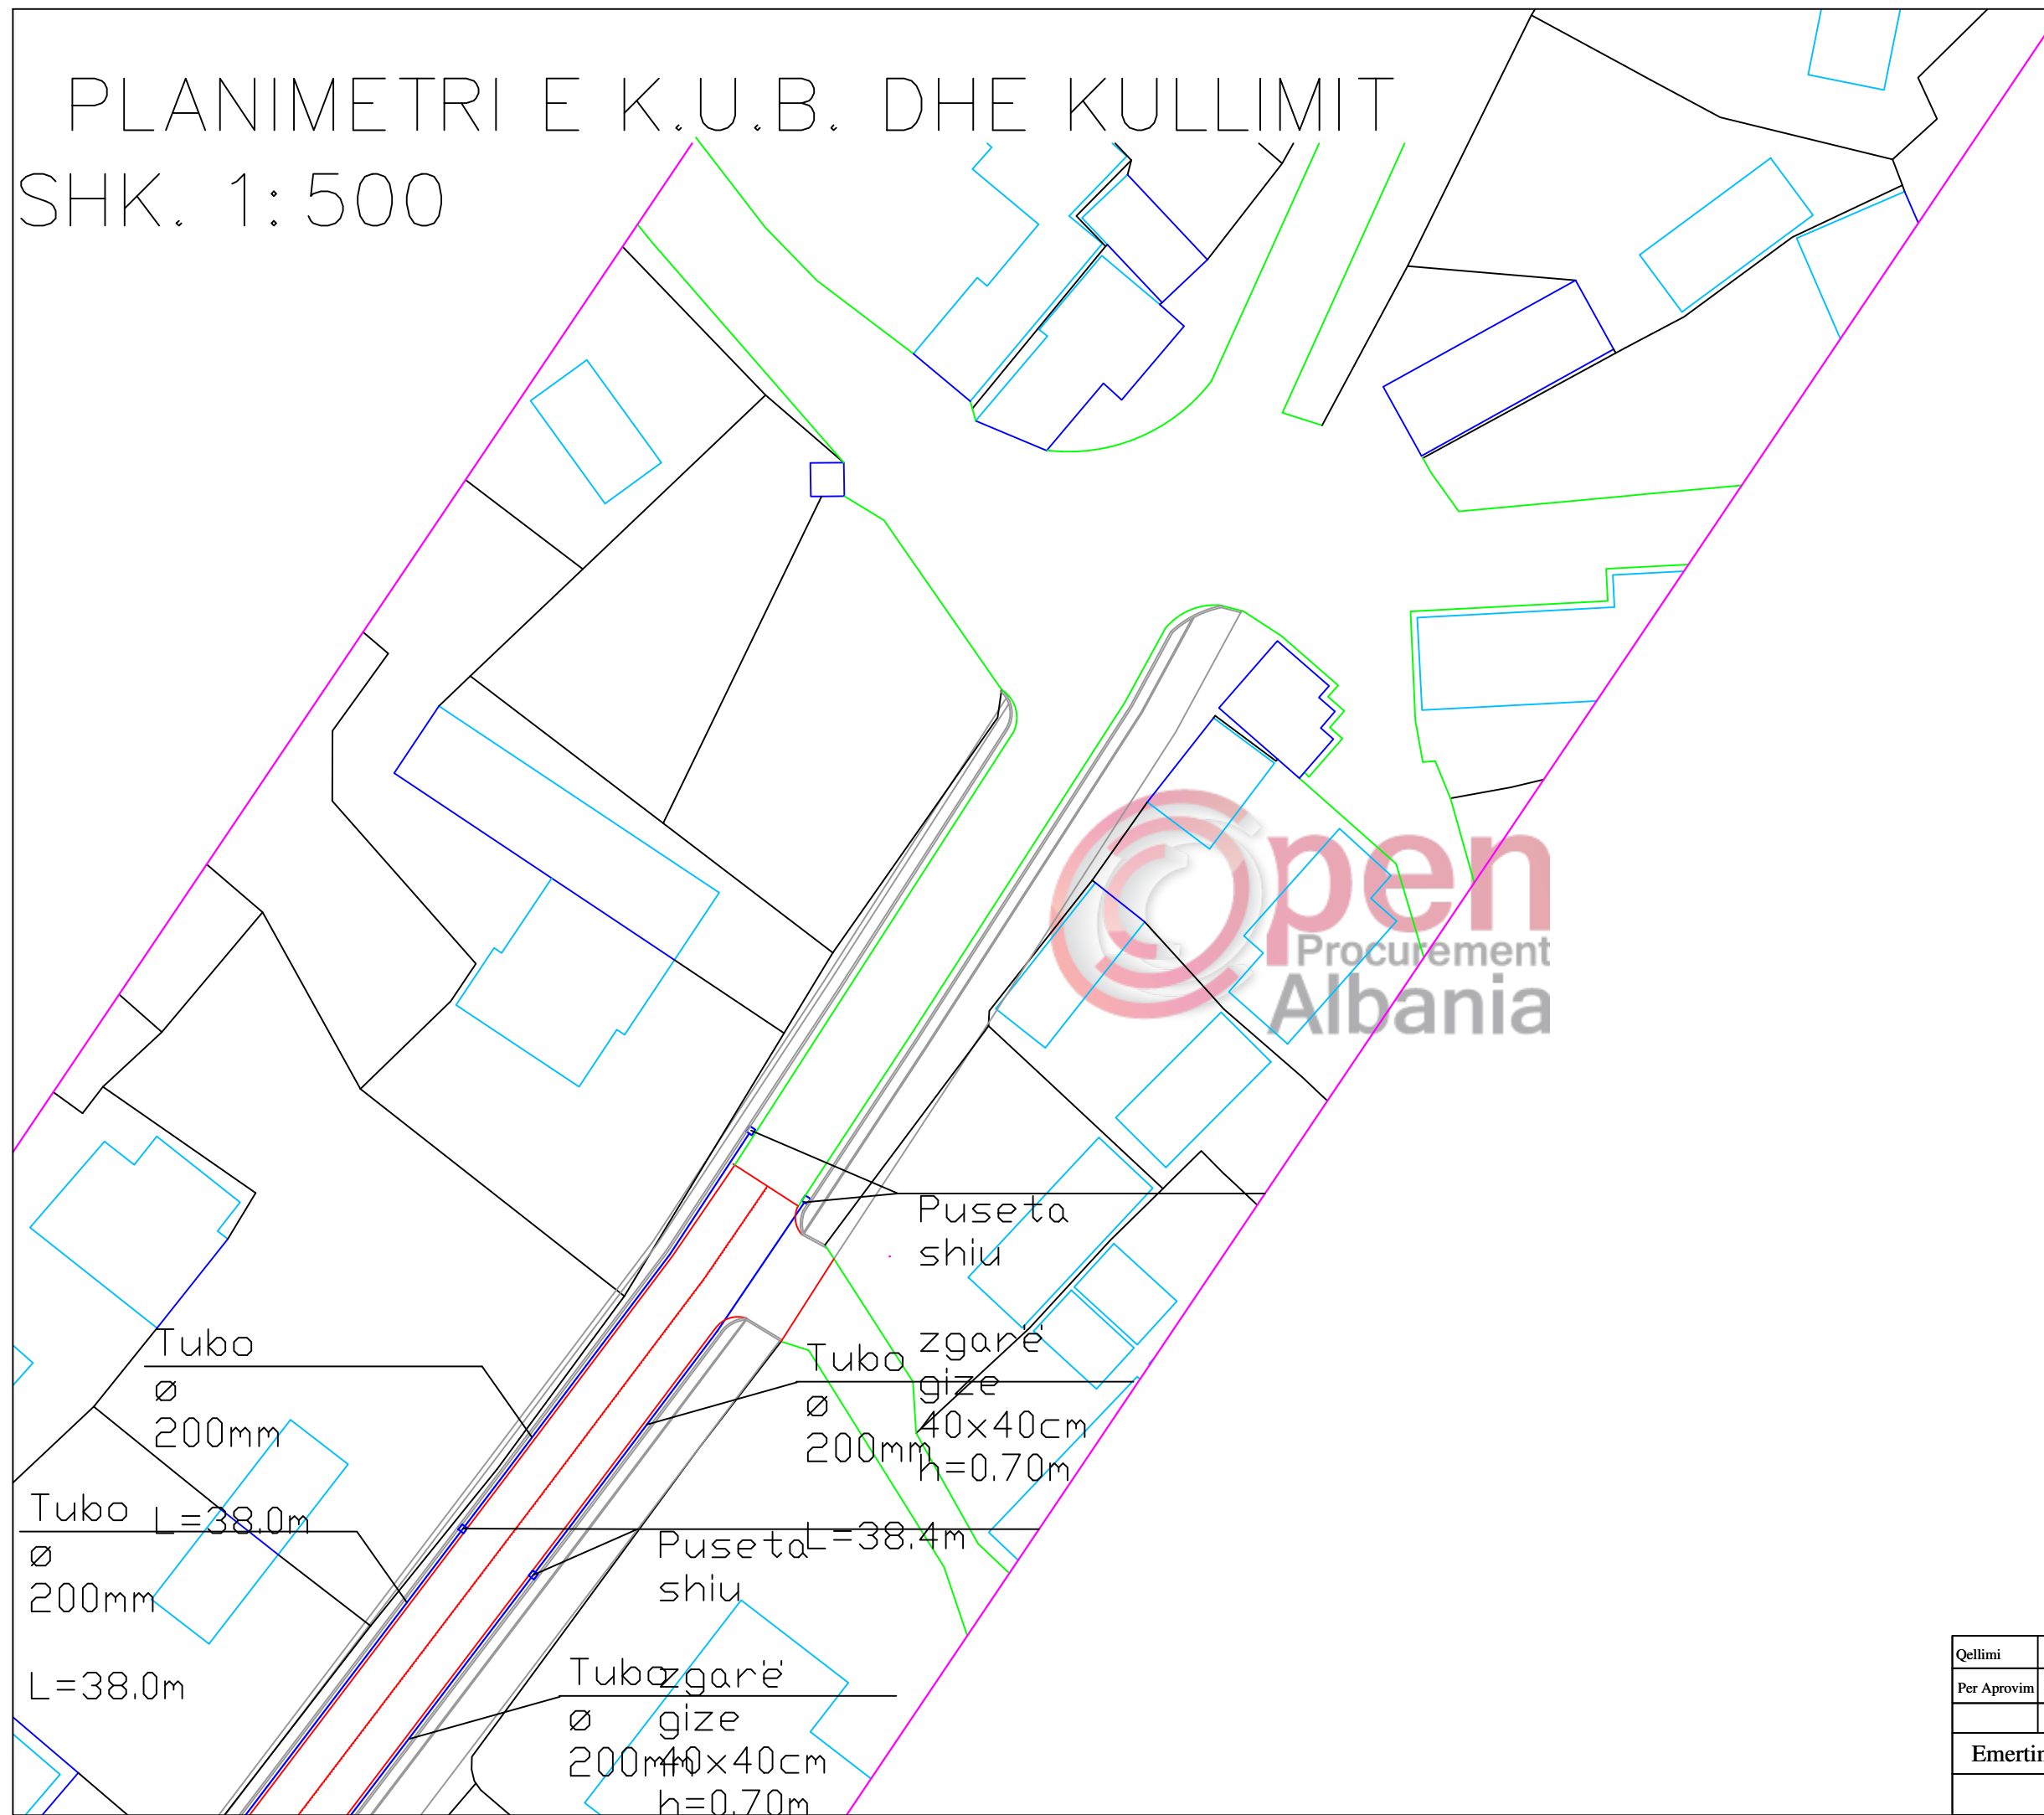 PLANIMETRI E K.U.B. DHE KULLIMIT
SHK. 1:500
Open
Procurement
Albania
Puseta
shiu
zgarë
gize
40x40cm
h=0.70m
Tubo
Ø
200mm
L=38.0m
Tubo
Ø
200mm
L=38.4m
Tubo
Ø
200mm
L=38.0m
Puseta
shiu
zgarë
gize
40x40cm
h=0.70m
Tubo
Ø
200mm
Qellimi
Per Aprovim